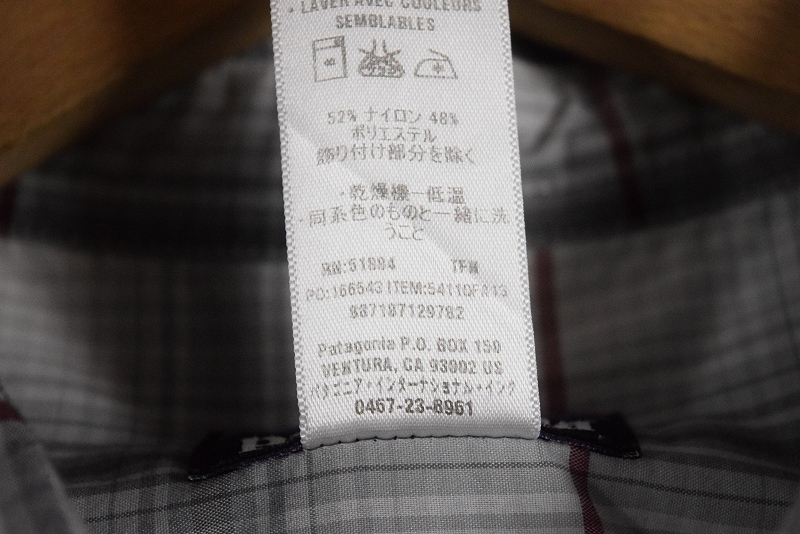 • LAVER AVEC COULEURS
SEMBLABLES
52% ナイロン 48%
ポリエステル
飾り付け部分を除く
・乾燥機ー低温
・同系色のものと一緒に洗
うこと
RN:51884 TFW
PO:166543 ITEM:54110FA13
887187129782
Patagonia P.O. BOX 150
VENTURA, CA 93002 US
パタゴニア・インターナショナル・インク
0467-23-8961